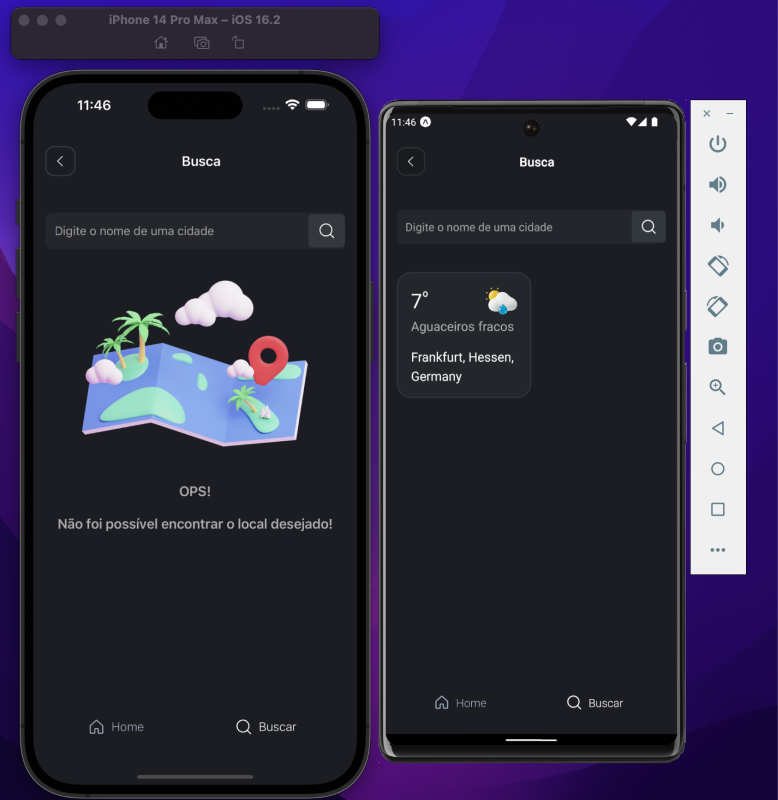 iPhone 14 Pro Max – iOS 16.2
11:46
Busca
Digite o nome de uma cidade
OPS!
Não foi possível encontrar o local desejado!
Home
Buscar
11:46
Busca
Digite o nome de uma cidade
7°
Aguaceiros fracos
Frankfurt, Hessen,
Germany
Home
Buscar